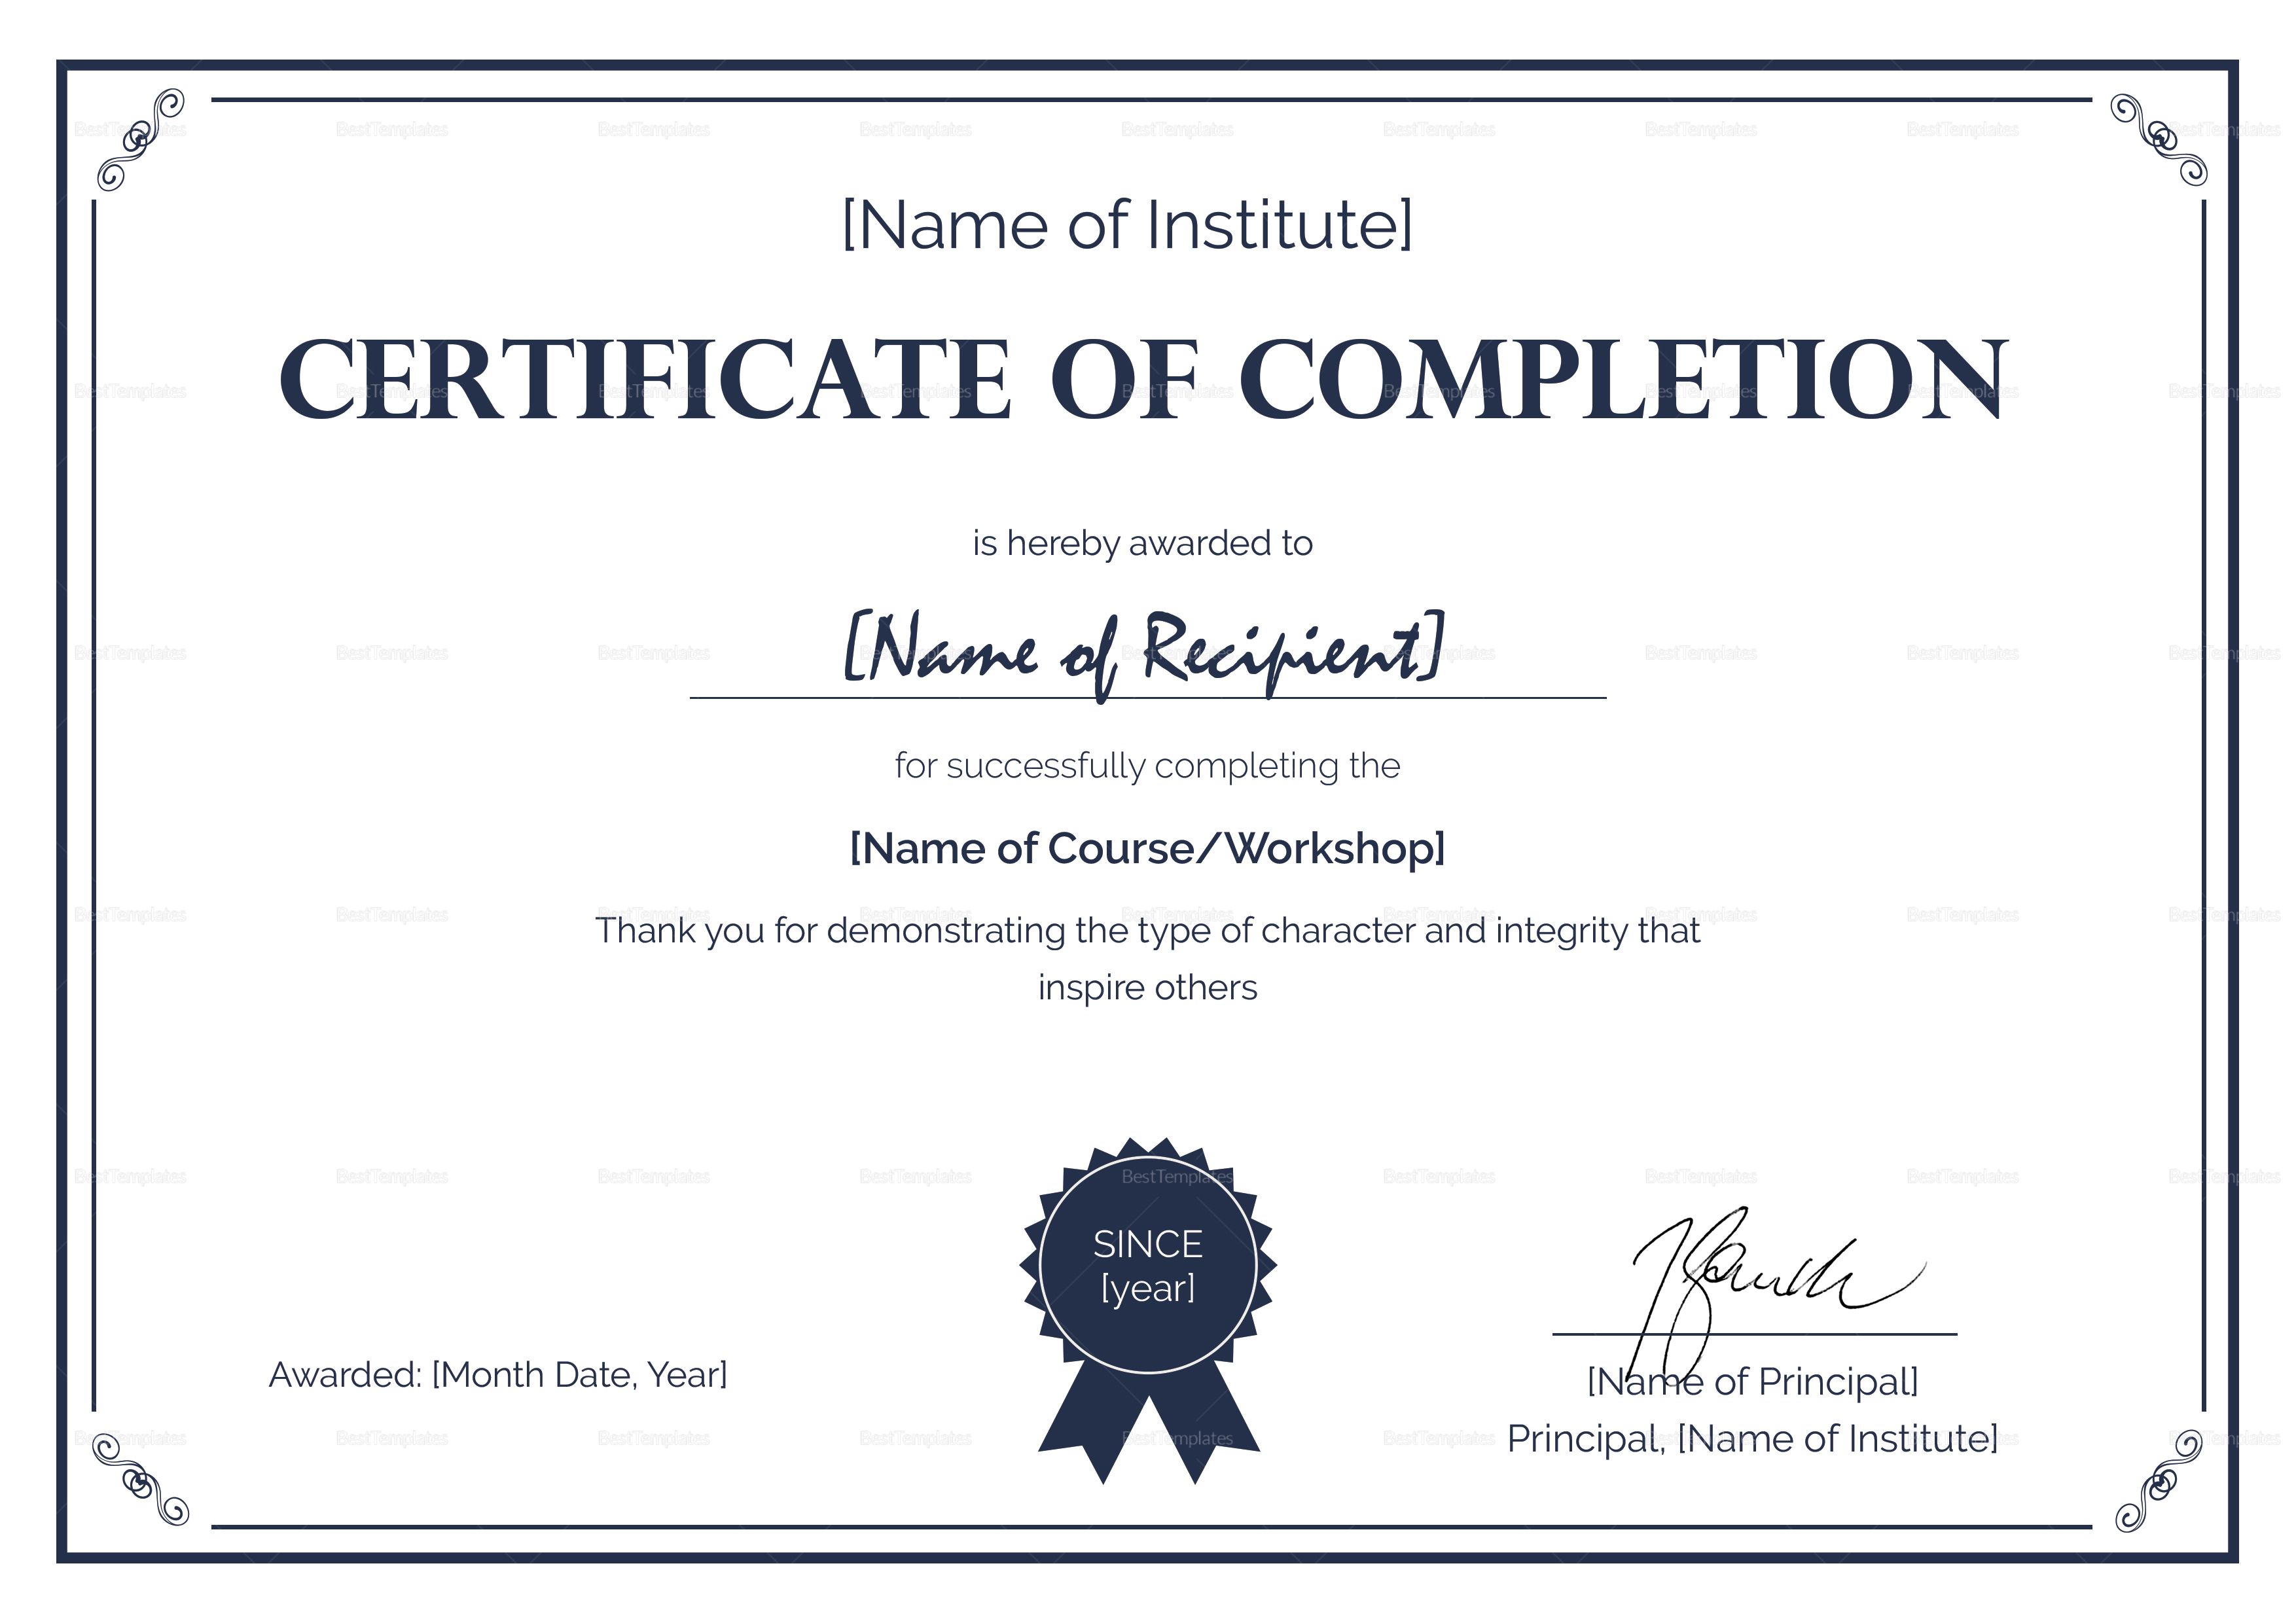 [Name of Institute]
CERTIFICATE OF COMPLETION
is hereby awarded to
[Name of Recipient]
for successfully completing the
[Name of Course/Workshop]
Thank you for demonstrating the type of character and integrity that
inspire others
SINCE
[year]
Awarded: [Month Date, Year]
[Name of Principal]
Principal, [Name of Institute]
BestTemplates